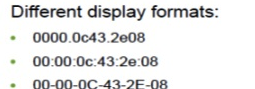 Different display formats:
• 0000.0c43.2e08
• 00:00:0c:43:2e:08
• 00-00-0C-43-2E-08